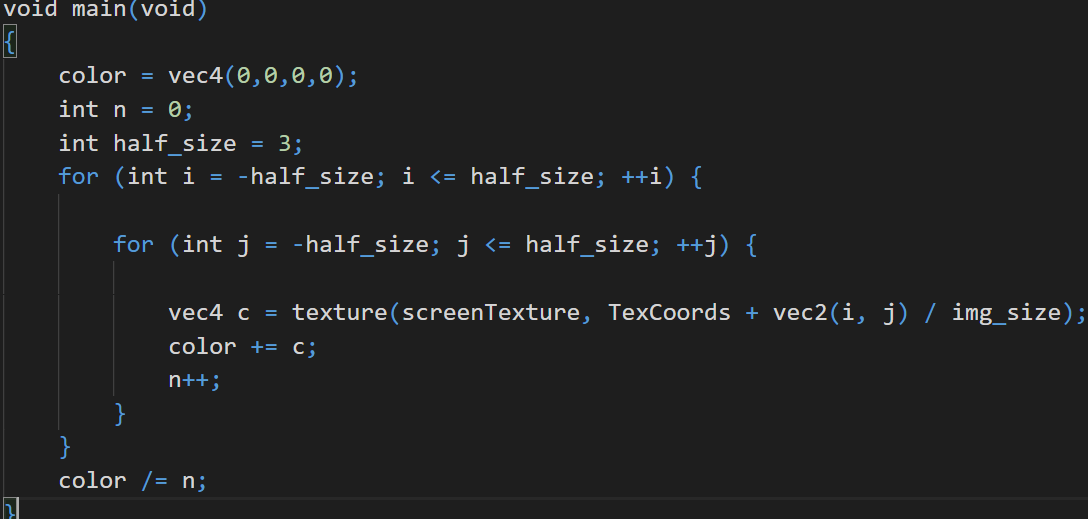 void main(void)
{
    color = vec4(0,0,0,0);
    int n = 0;
    int half_size = 3;
    for (int i = -half_size; i <= half_size; ++i) {
        for (int j = -half_size; j <= half_size; ++j) {
            vec4 c = texture(screenTexture, TexCoords + vec2(i, j) / img_size);
            color += c;
            n++;
        }
    }
    color /= n;
}